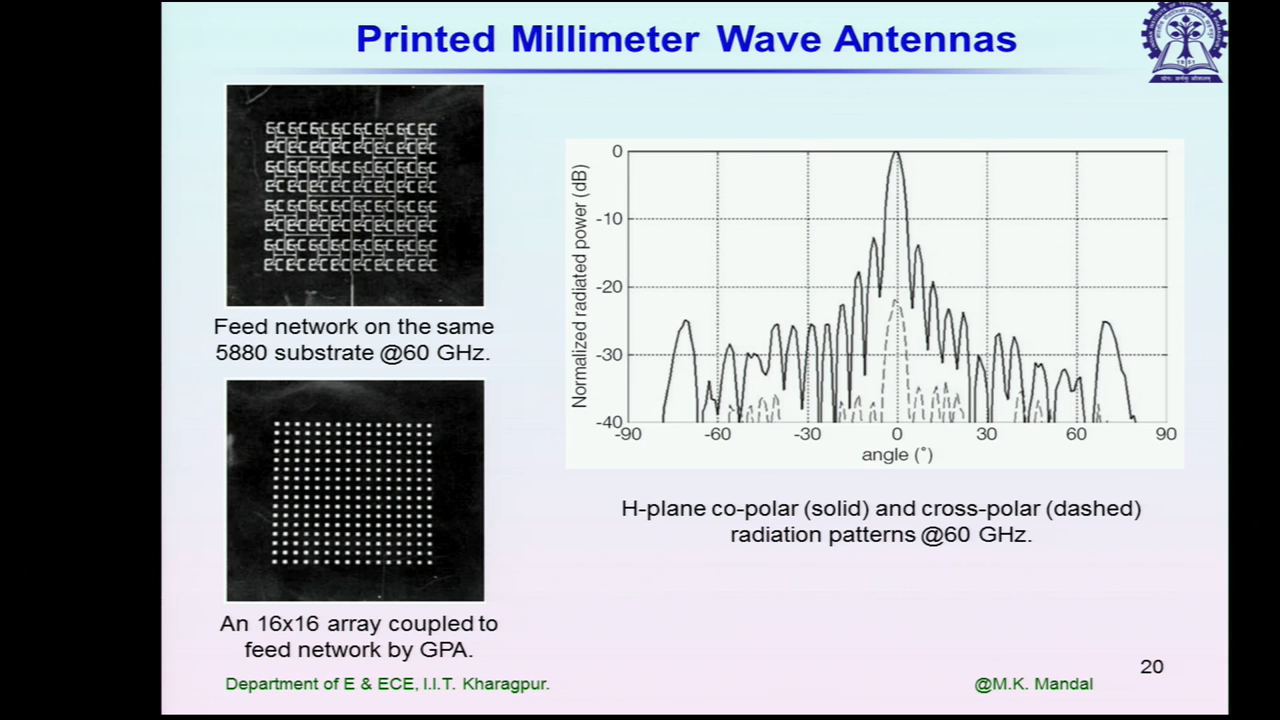 Printed Millimeter Wave Antennas
Feed network on the same
5880 substrate @60 GHz.
An 16x16 array coupled to
feed network by GPA.
Normalized radiated power (dB)
0
-10
-20
-30
-40
-90
-60
-30
0
30
60
90
angle (°)
H-plane co-polar (solid) and cross-polar (dashed)
radiation patterns @60 GHz.
20
Department of E & ECE, I.I.T. Kharagpur.
@M.K. Mandal